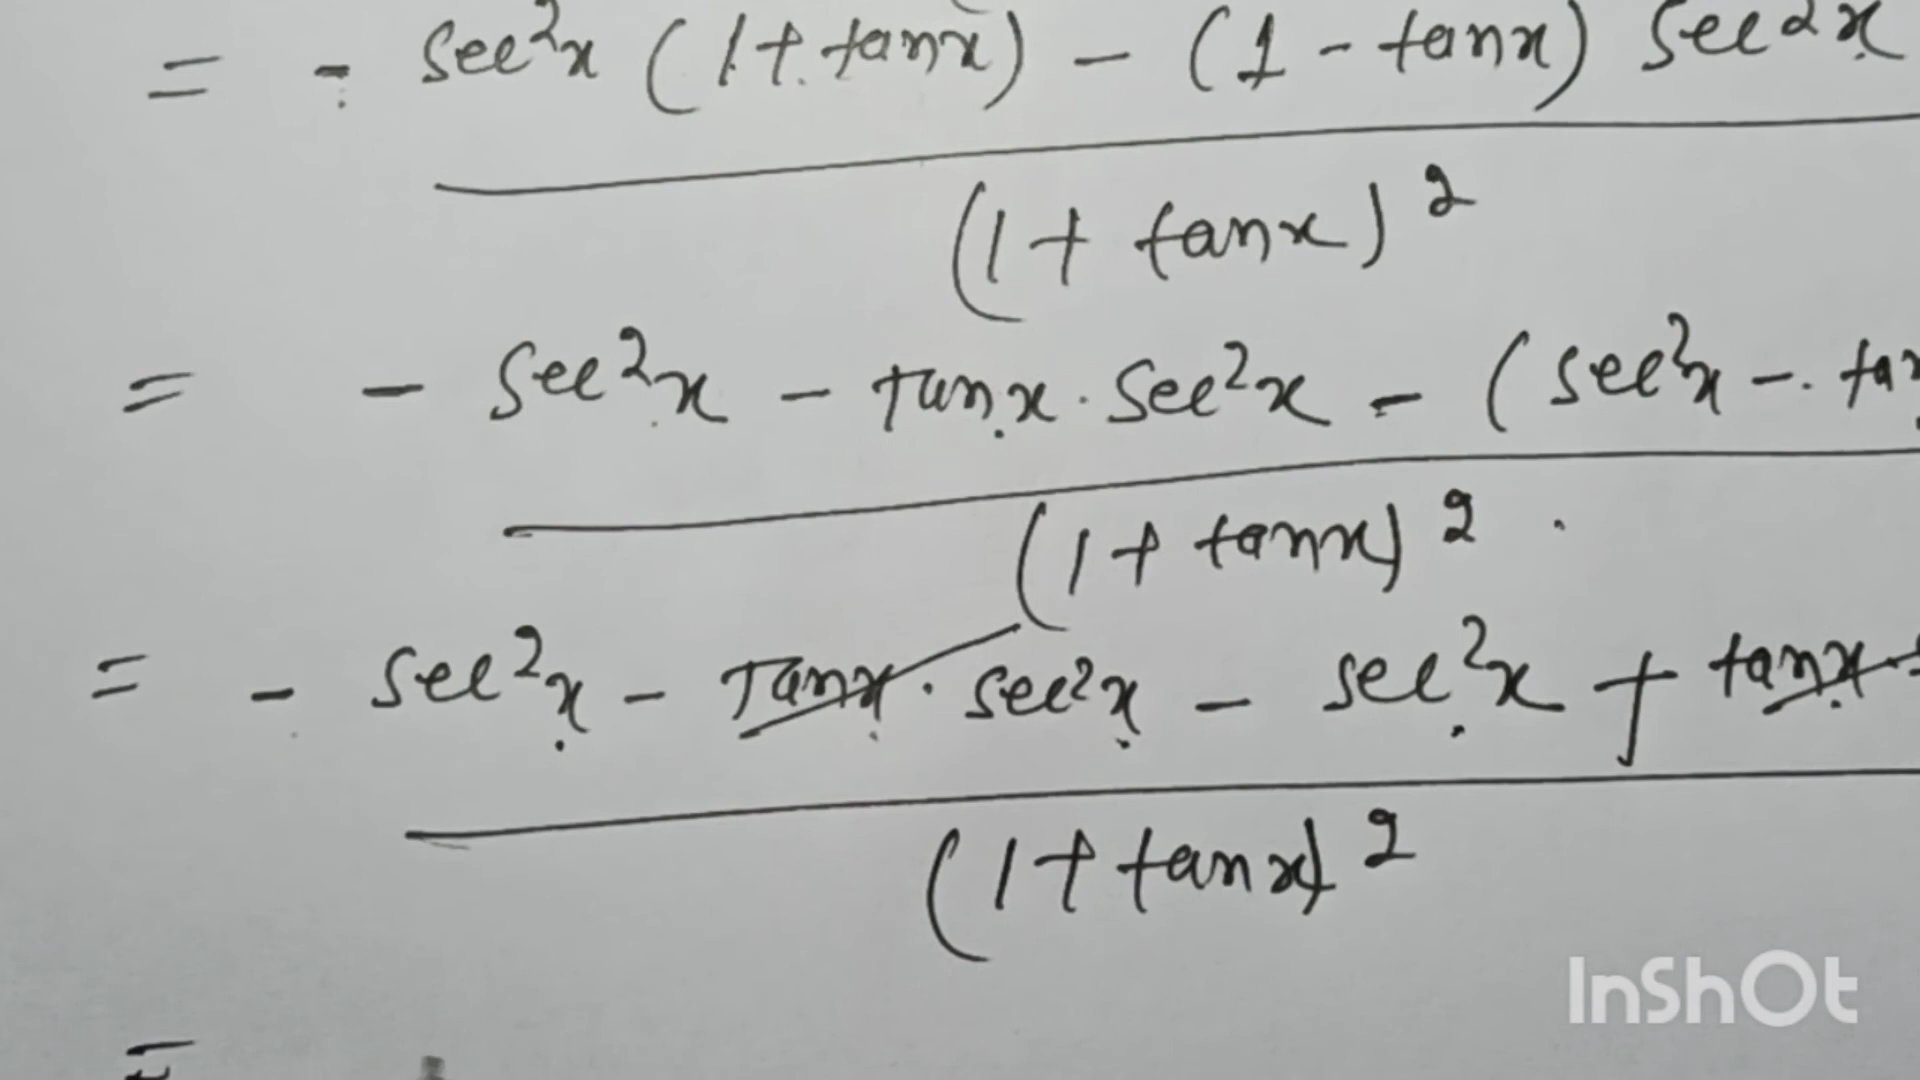 = - sec²x (1 + tanx) - (1 - tanx) sec²x
(1 + tanx)²
= - sec²x - Tanx · sec²x - (sec²x - tan
(1 + tanx)²
= - sec²x - Tanx · sec²x - sec²x + tanx ·
(1 + tanx)²
=
InShOt